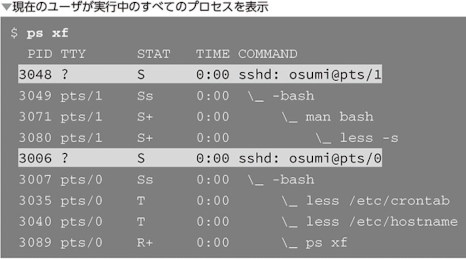 ▼現在のユーザが実行中のすべてのプロセスを表示
$ ps xf
  PID TTY      STAT   TIME COMMAND
 3048 ?        S      0:00 sshd: osumi@pts/1
 3049 pts/1    Ss     0:00  \_ -bash
 3071 pts/1    S+     0:00      \_ man bash
 3080 pts/1    S+     0:00          \_ less -s
 3006 ?        S      0:00 sshd: osumi@pts/0
 3007 pts/0    Ss     0:00  \_ -bash
 3035 pts/0    T      0:00      \_ less /etc/crontab
 3040 pts/0    T      0:00      \_ less /etc/hostname
 3089 pts/0    R+     0:00      \_ ps xf